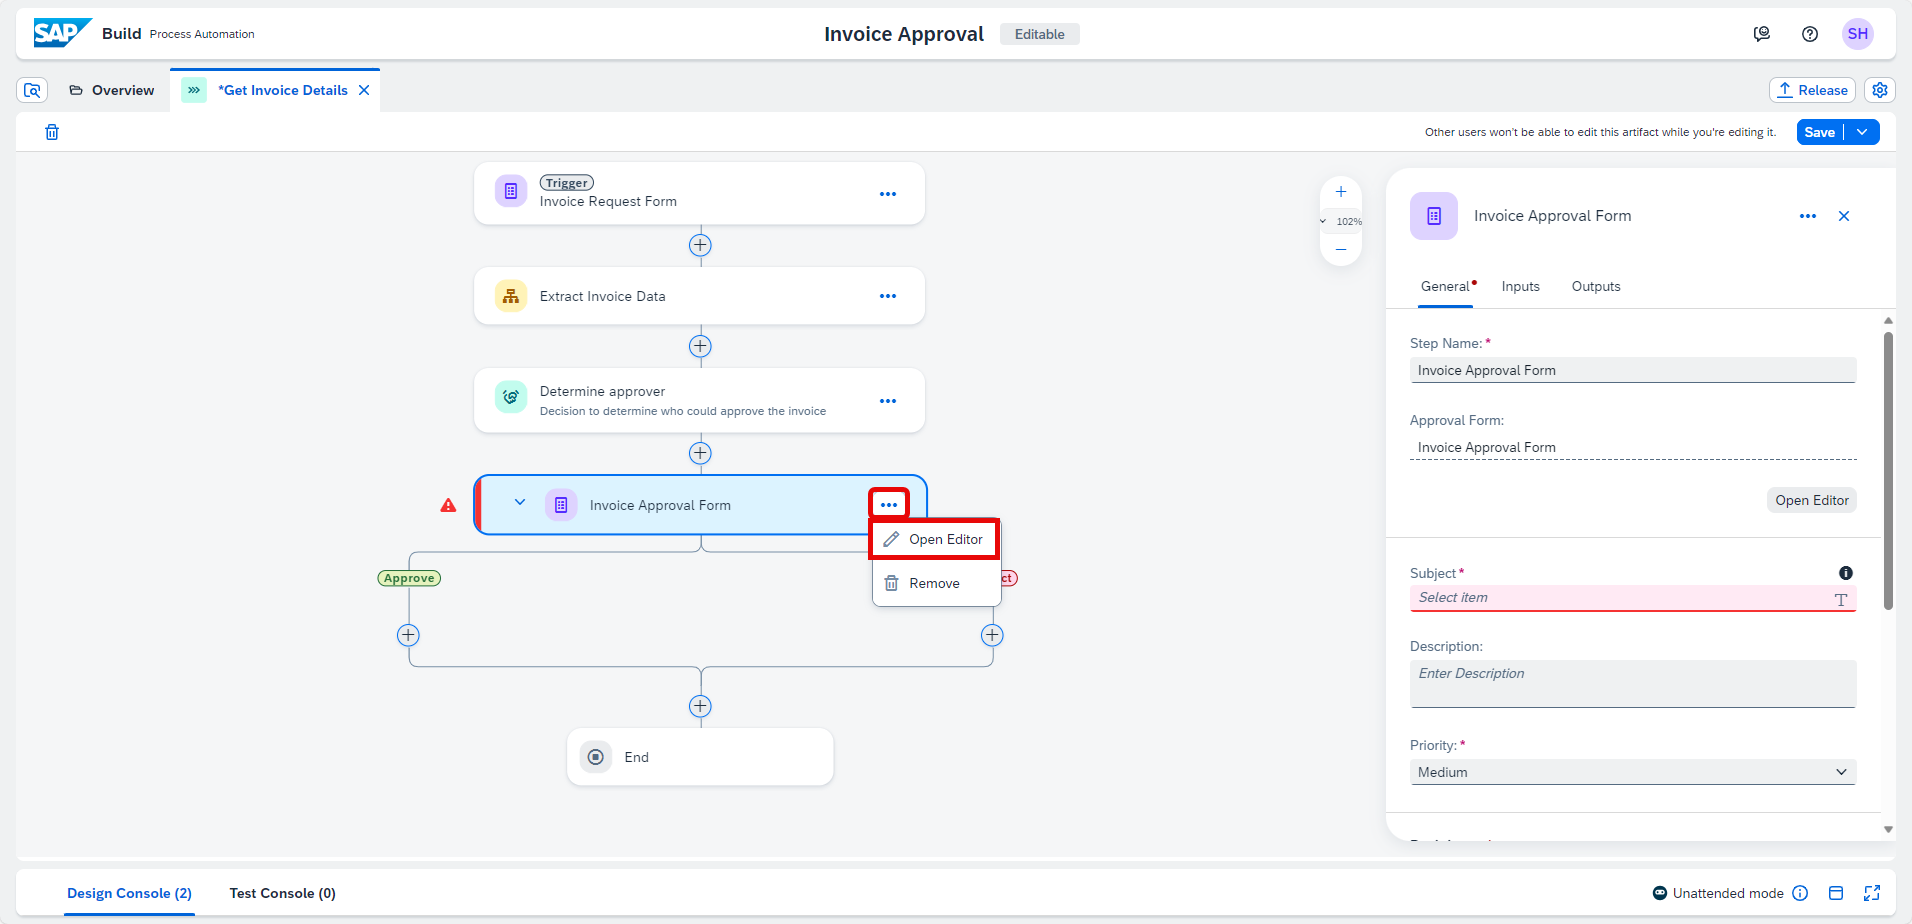 SAP Build Process Automation
Invoice Approval Editable
SH
Overview
*Get Invoice Details
Release
Other users won't be able to edit this artifact while you're editing it.
Save
Trigger
Invoice Request Form
Extract Invoice Data
Determine approver
Decision to determine who could approve the invoice
Invoice Approval Form
Open Editor
Remove
Approve
ct
End
102%
Invoice Approval Form
General Inputs Outputs
Step Name: *
Invoice Approval Form
Approval Form:
Invoice Approval Form
Open Editor
Subject *
Select item
Description:
Enter Description
Priority: *
Medium
Design Console (2) Test Console (0)
Unattended mode